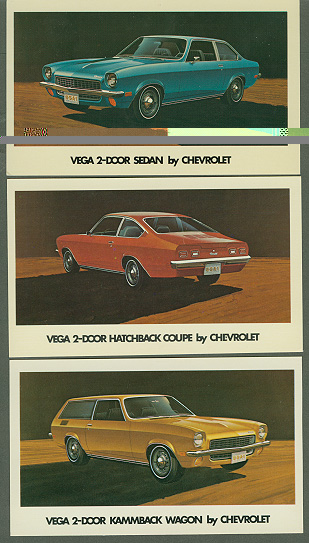 VEGA 2-DOOR SEDAN by CHEVROLET
VEGA 2-DOOR HATCHBACK COUPE by CHEVROLET
VEGA 2-DOOR KAMMBACK WAGON by CHEVROLET